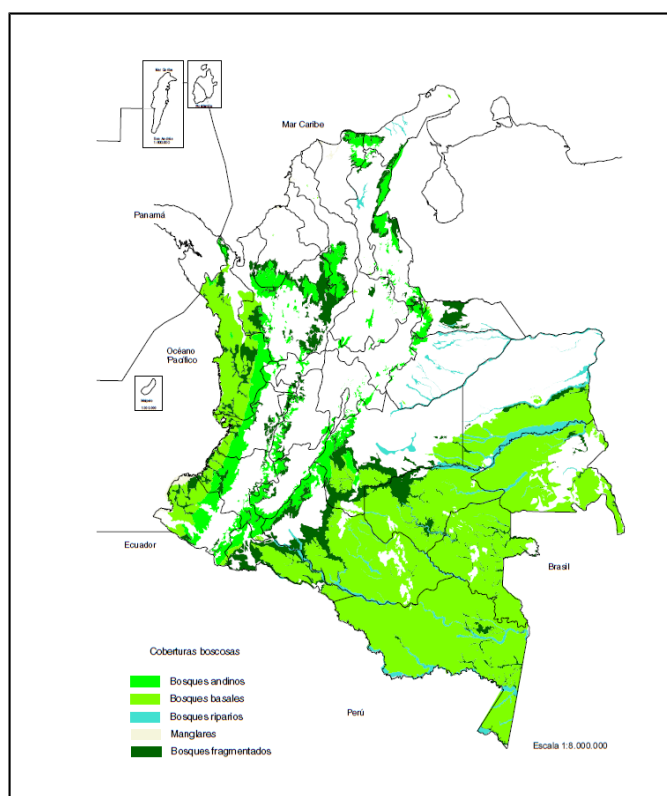 Mar Caribe
Panamá
Océano
Pacífico
Ecuador
Brasil
Perú
Coberturas boscosas
Bosques andinos
Bosques basales
Bosques riparios
Manglares
Bosques fragmentados
Escala 1:8.000.000